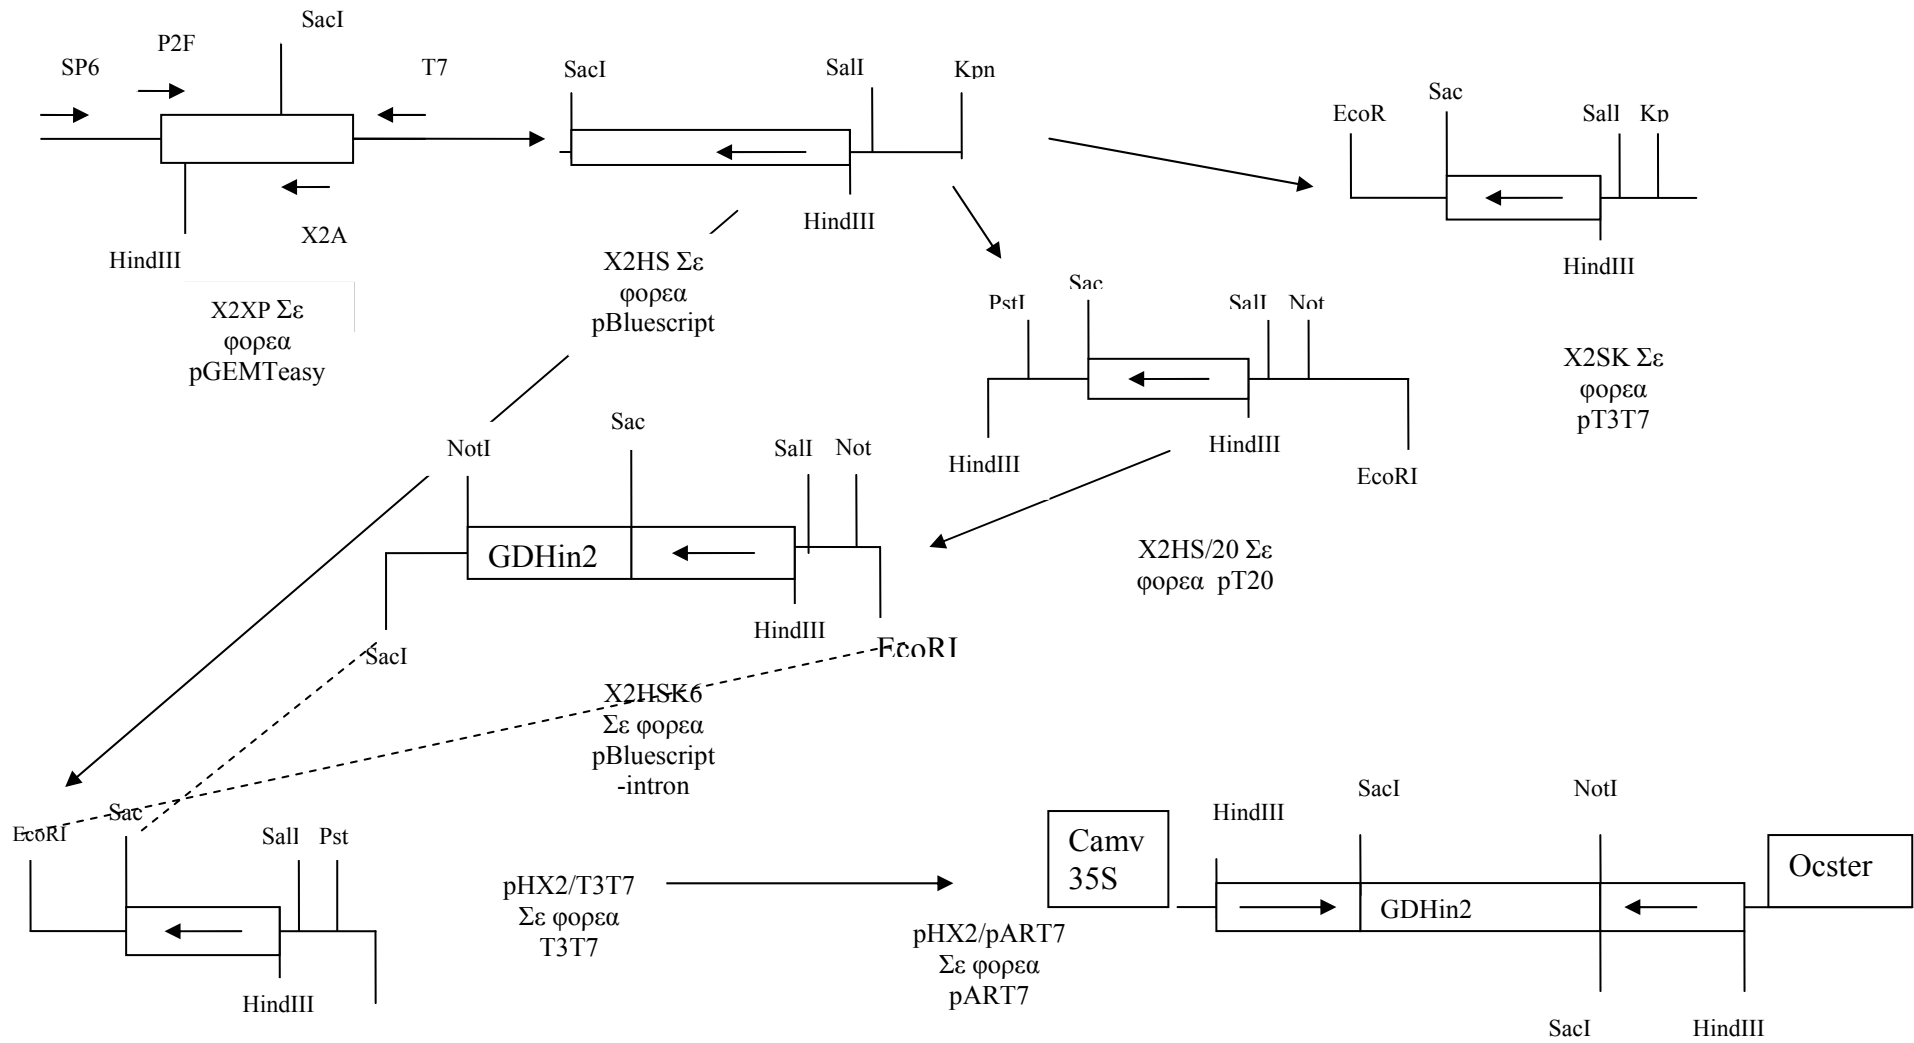 SacI
P2F
SP6
T7
HindIII
X2A
X2XP Σε
φορεα
pGEMTeasy
SacI
SalI
Kpn
HindIII
X2HS Σε
φορεα
pBluescript
EcoR
Sac
SalI
Kp
HindIII
X2SK Σε
φορεα
pT3T7
PstI
Sac
SalI
Not
HindIII
HindIII
EcoRI
X2HS/20 Σε
φορεα pT20
NotI
Sac
SalI
Not
GDHin2
HindIII
SacI
EcoRI
X2HSK6
Σε φορεα
pBluescript
-intron
EcoRI
Sac
SalI
Pst
HindIII
pHX2/T3T7
Σε φορεα
T3T7
pHX2/pART7
Σε φορεα
pART7
Camv
35S
HindIII
SacI
NotI
GDHin2
Ocster
SacI
HindIII